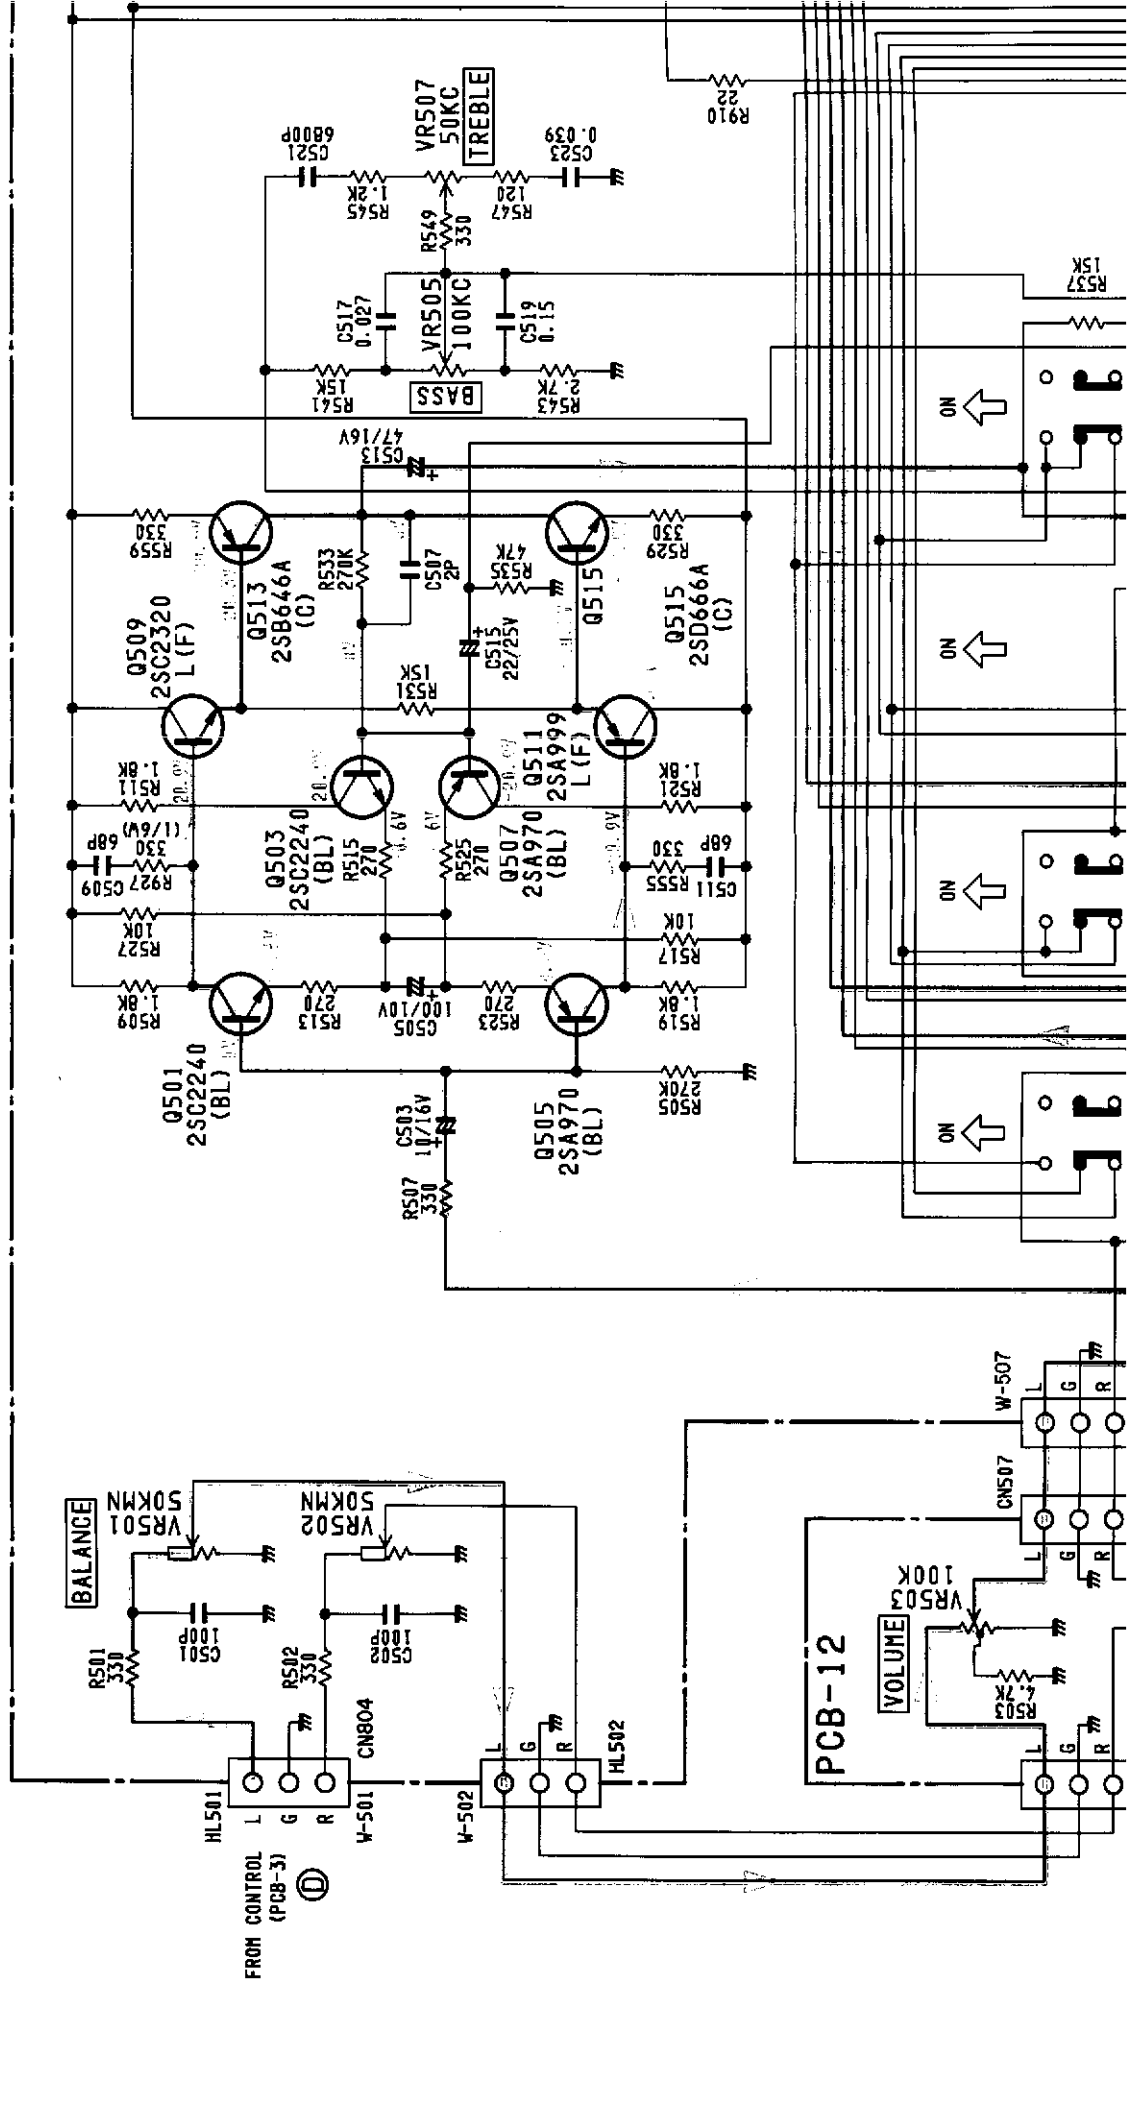 R910
22
VR507
50KC
TREBLE
C521
6800P
R545
1.2K
R547
120
C523
0.039
R549
330
C517
0.027
VR505
100KC
C519
0.15
BASS
R541
15K
R543
2.7K
R537
15K
ON
C513
47/16V
+
R559
330
Q513
2SB646A
(C)
R533
270K
C507
2P
R535
47K
Q515
R529
330
Q515
2SD666A
(C)
Q509
2SC2320
L(F)
C515
22/25V
+
R531
15K
Q511
2SA999
L(F)
ON
R511
1.8K
R521
1.8K
C509
68P
R927
330
(1/6W)
Q503
2SC2240
(BL)
R515
270
R525
270
Q507
2SA970
(BL)
R555
330
C511
68P
ON
R527
10K
R517
10K
R509
1.8K
R513
270
C505
100/10V
+
R523
270
R519
1.8K
Q501
2SC2240
(BL)
C503
10/16V
+
Q505
2SA970
(BL)
R505
270K
ON
R507
330
W-507
L
G
R
CN507
L
G
R
BALANCE
VR501
50KMN
VR502
50KMN
C501
100P
C502
100P
R501
330
R502
330
VR503
100K
VOLUME
R503
4.7K
PCB-12
L
G
R
HL501
L
G
R
CN804
W-501
W-502
L
G
R
HL502
FROM CONTROL
(PCB-3)
D